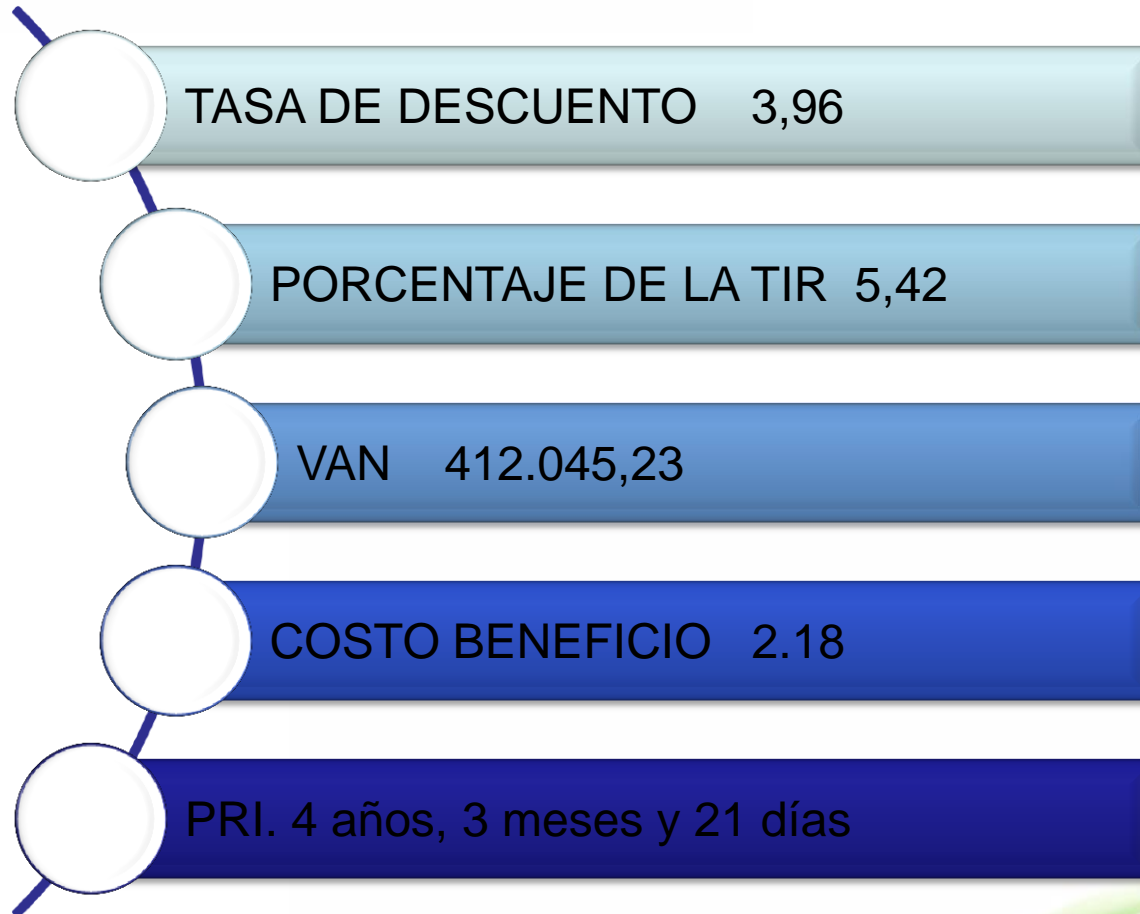 TASA DE DESCUENTO 3,96
PORCENTAJE DE LA TIR 5,42
VAN 412.045,23
COSTO BENEFICIO 2.18
PRI. 4 años, 3 meses y 21 días